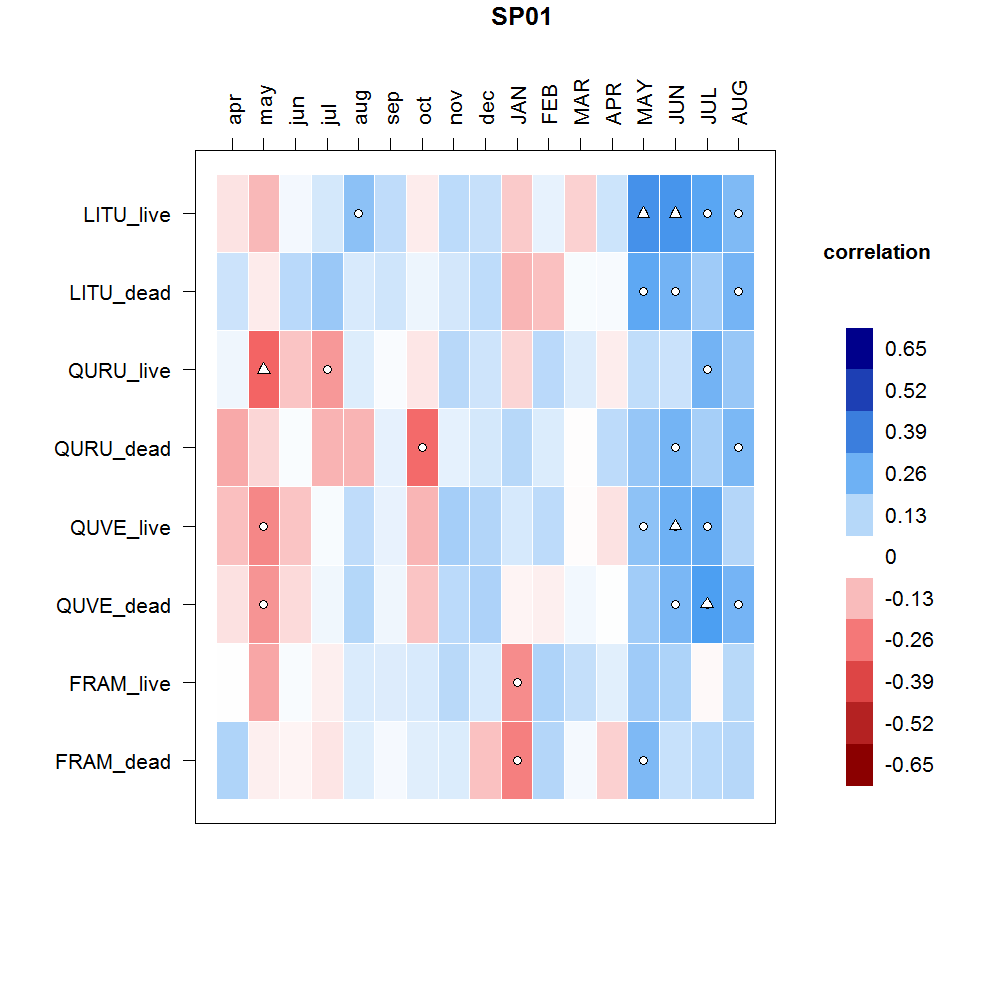 SP01
apr may jun jul aug sep oct nov dec JAN FEB MAR APR MAY JUN JUL AUG
LITU_live
LITU_dead
QURU_live
QURU_dead
QUVE_live
QUVE_dead
FRAM_live
FRAM_dead
correlation
0.65
0.52
0.39
0.26
0.13
0
-0.13
-0.26
-0.39
-0.52
-0.65